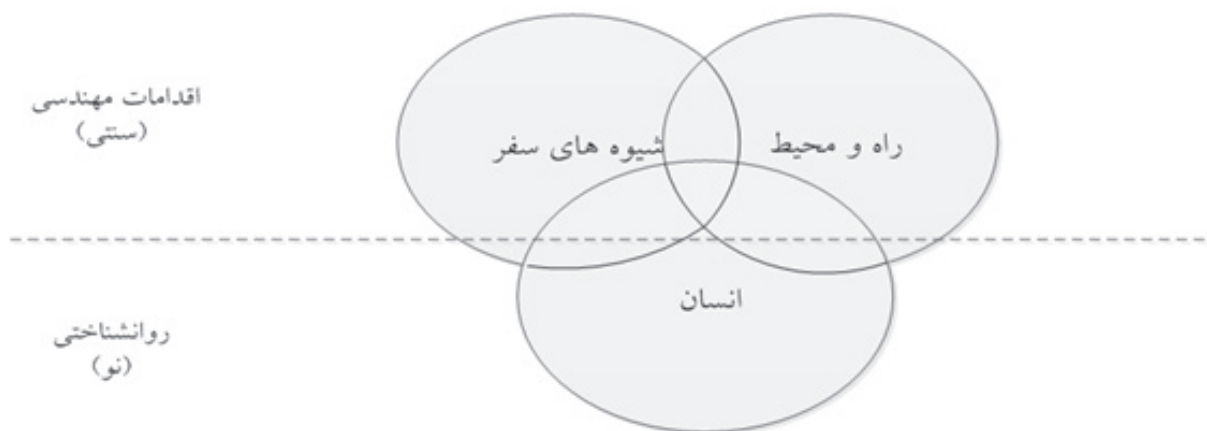 اقدامات مهندسی
(سنتی)
راه و محیط
شیوه های سفر
انسان
روانشناختی
(نو)